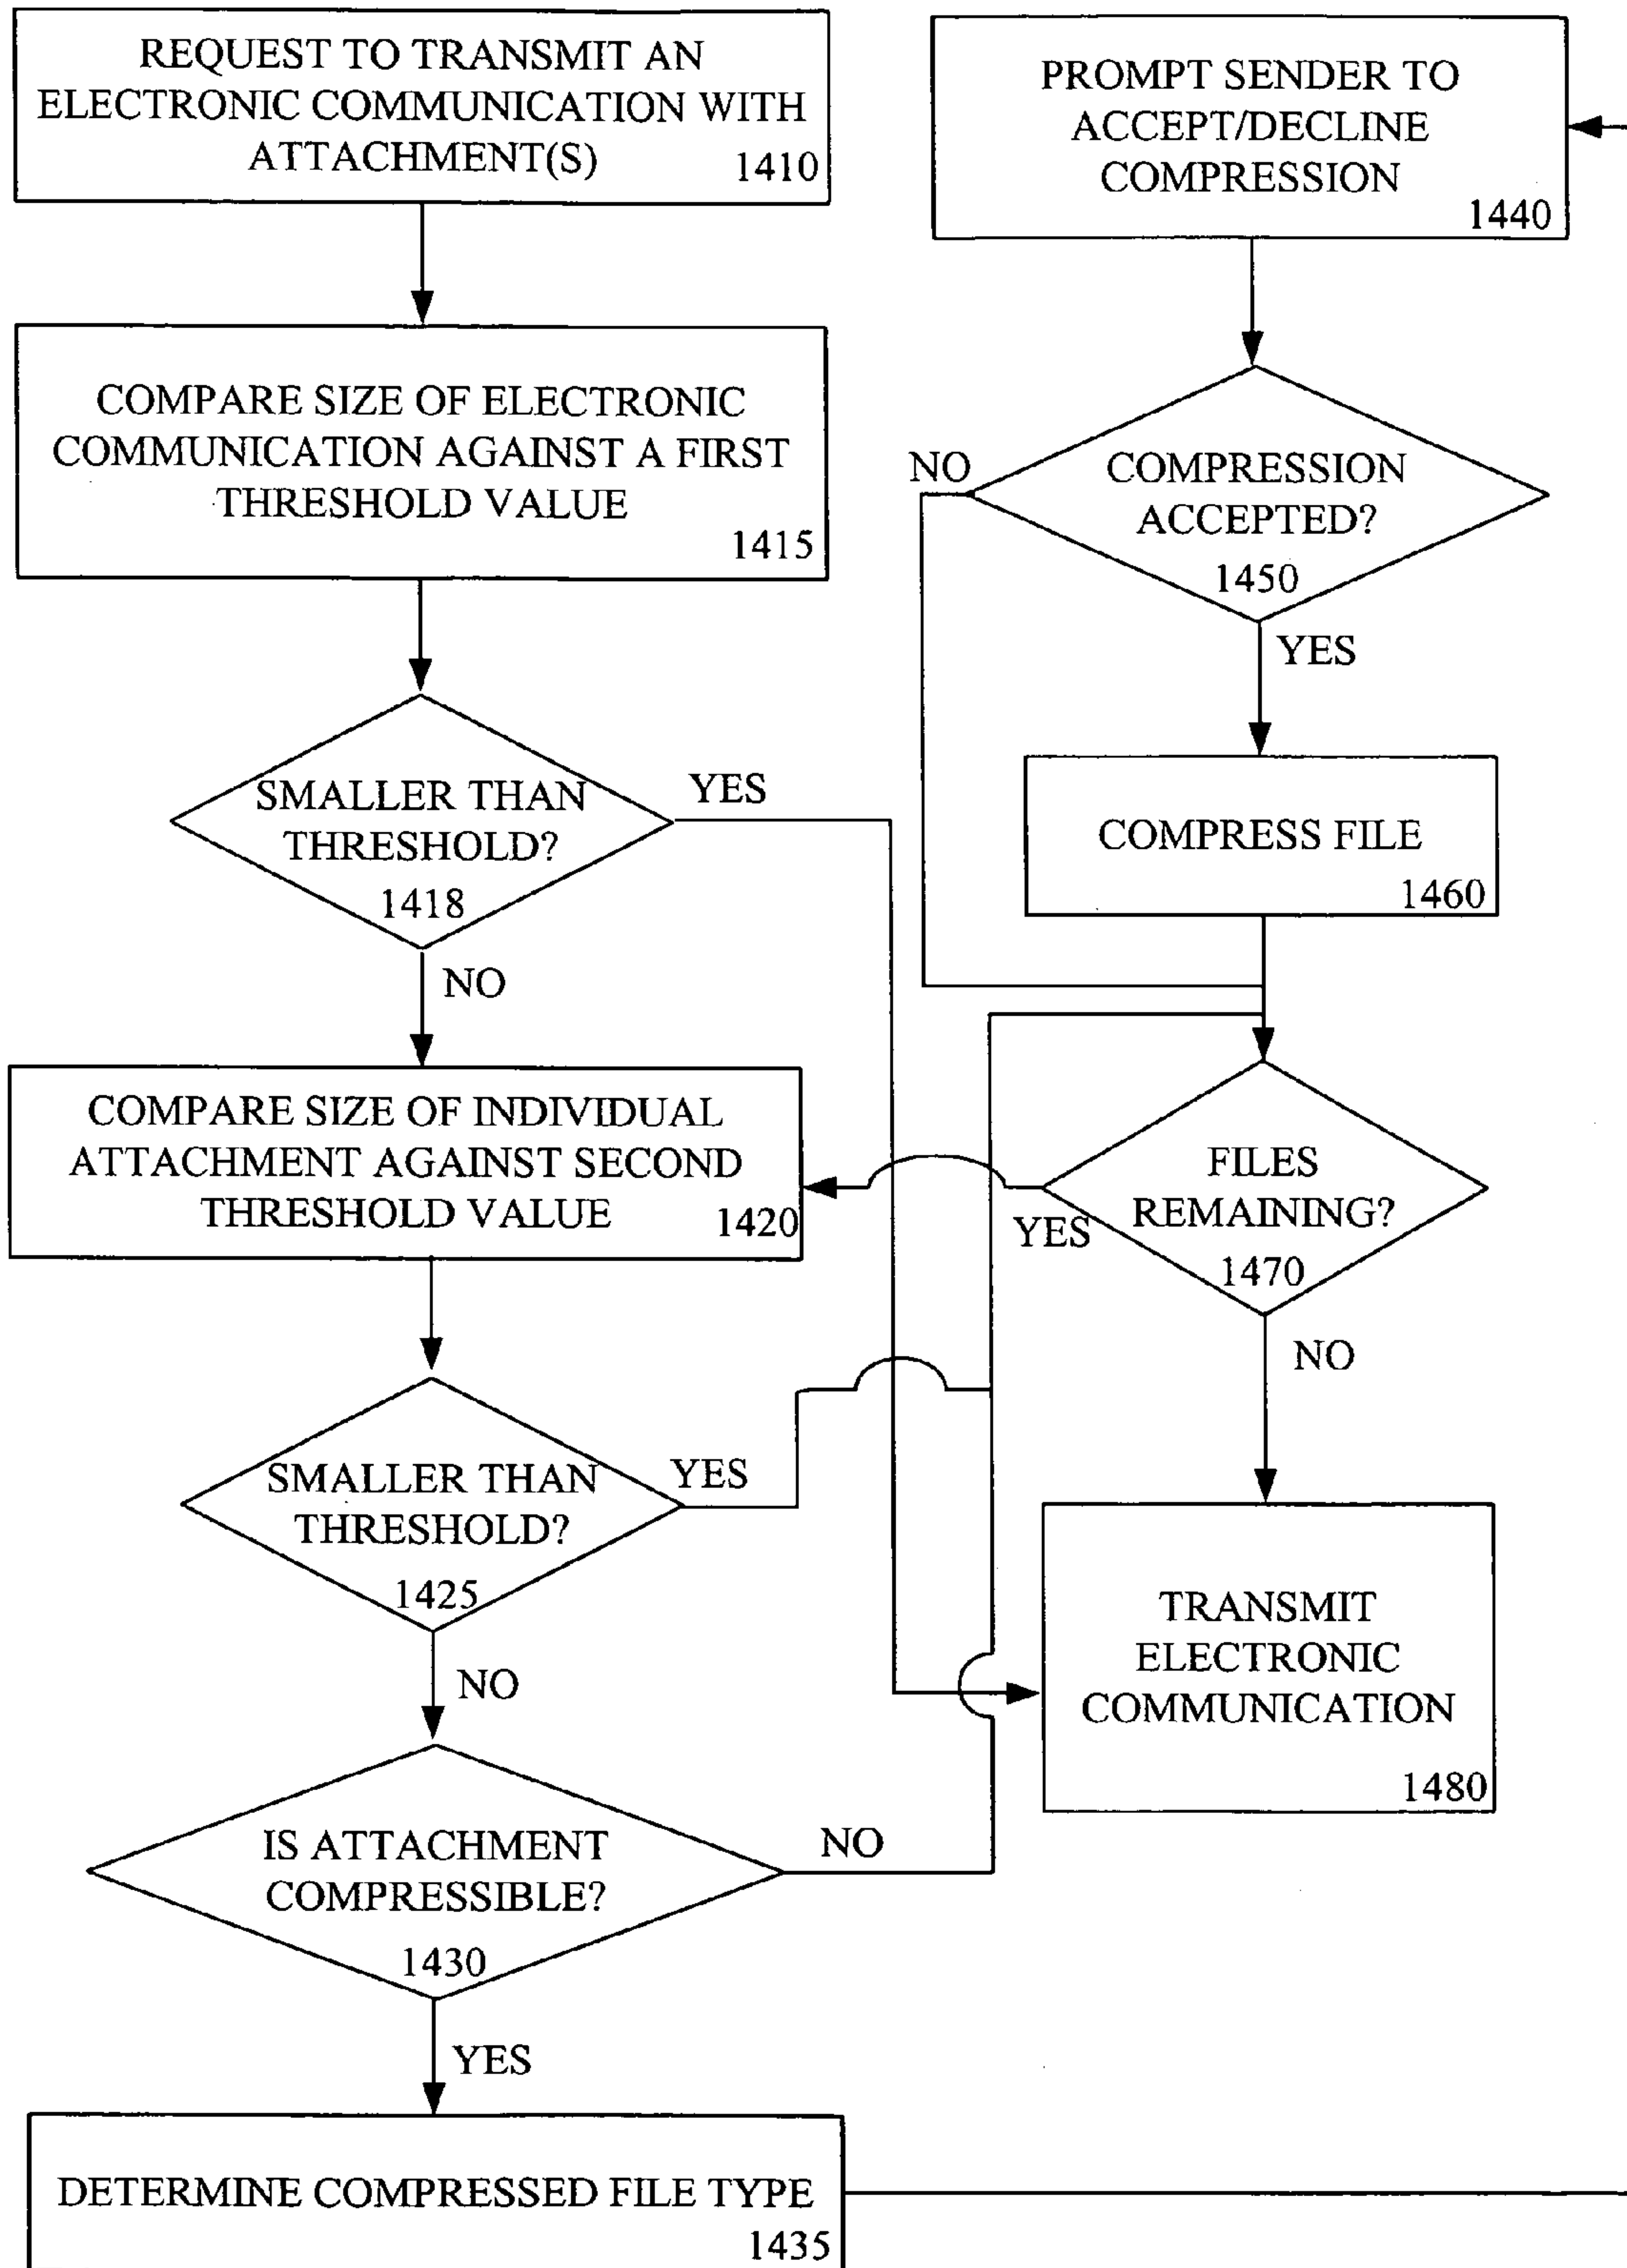 REQUEST TO TRANSMIT AN
ELECTRONIC COMMUNICATION WITH
ATTACHMENT(S)
1410
COMPARE SIZE OF ELECTRONIC
COMMUNICATION AGAINST A FIRST
THRESHOLD VALUE
1415
SMALLER THAN
THRESHOLD?
1418
YES
NO
COMPARE SIZE OF INDIVIDUAL
ATTACHMENT AGAINST SECOND
THRESHOLD VALUE
1420
SMALLER THAN
THRESHOLD?
1425
YES
NO
IS ATTACHMENT
COMPRESSIBLE?
1430
NO
YES
DETERMINE COMPRESSED FILE TYPE
1435
PROMPT SENDER TO
ACCEPT/DECLINE
COMPRESSION
1440
NO
COMPRESSION
ACCEPTED?
1450
YES
COMPRESS FILE
1460
FILES
REMAINING?
1470
YES
NO
TRANSMIT
ELECTRONIC
COMMUNICATION
1480